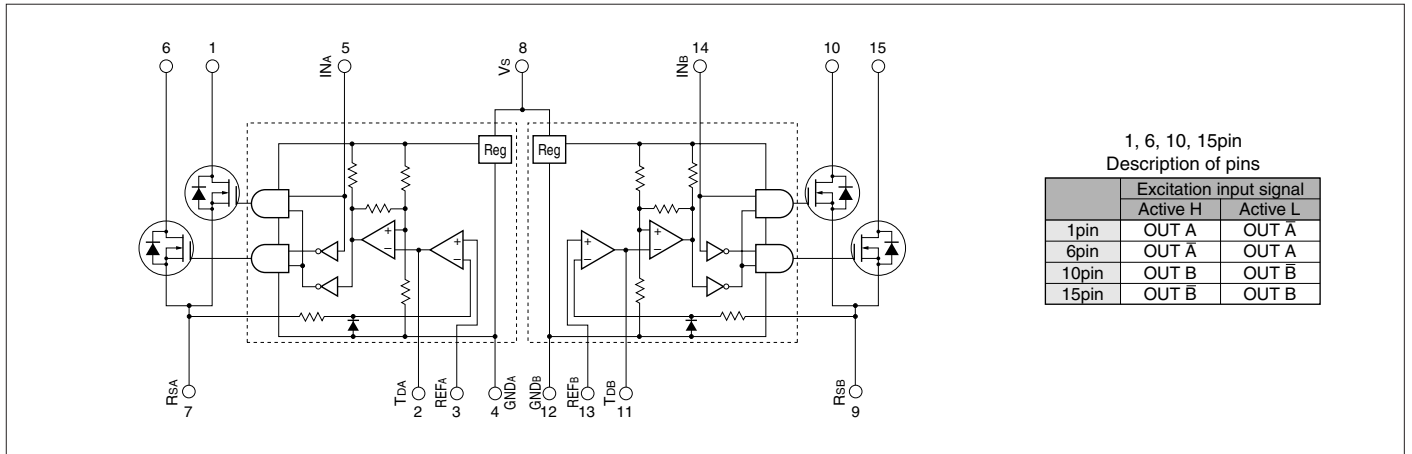 6 1 5 8 14 10 15
INA VS INB
Reg Reg
+ − + − + − + −
RSA TDA REFA GNDA GNDB REFB TDB RSB
7 2 3 4 12 13 11 9
1, 6, 10, 15pin
Description of pins
Excitation input signal
Active H Active L
1pin OUT A OUT A̅
6pin OUT A̅ OUT A
10pin OUT B OUT B̅
15pin OUT B̅ OUT B